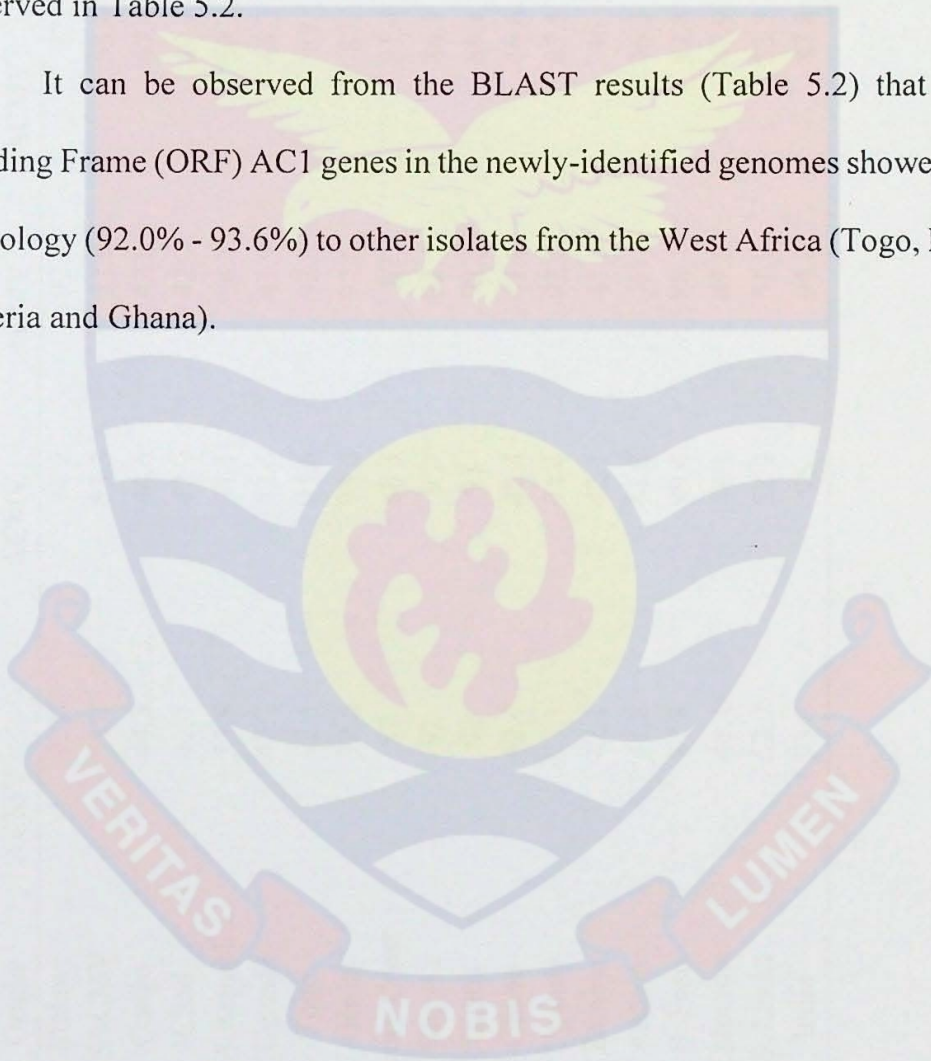 erved in Table 5.2.
It can be observed from the BLAST results (Table 5.2) that
ding Frame (ORF) AC1 genes in the newly-identified genomes showe
ology (92.0% - 93.6%) to other isolates from the West Africa (Togo,
eria and Ghana).
VERITAS
NOBIS
LUMEN